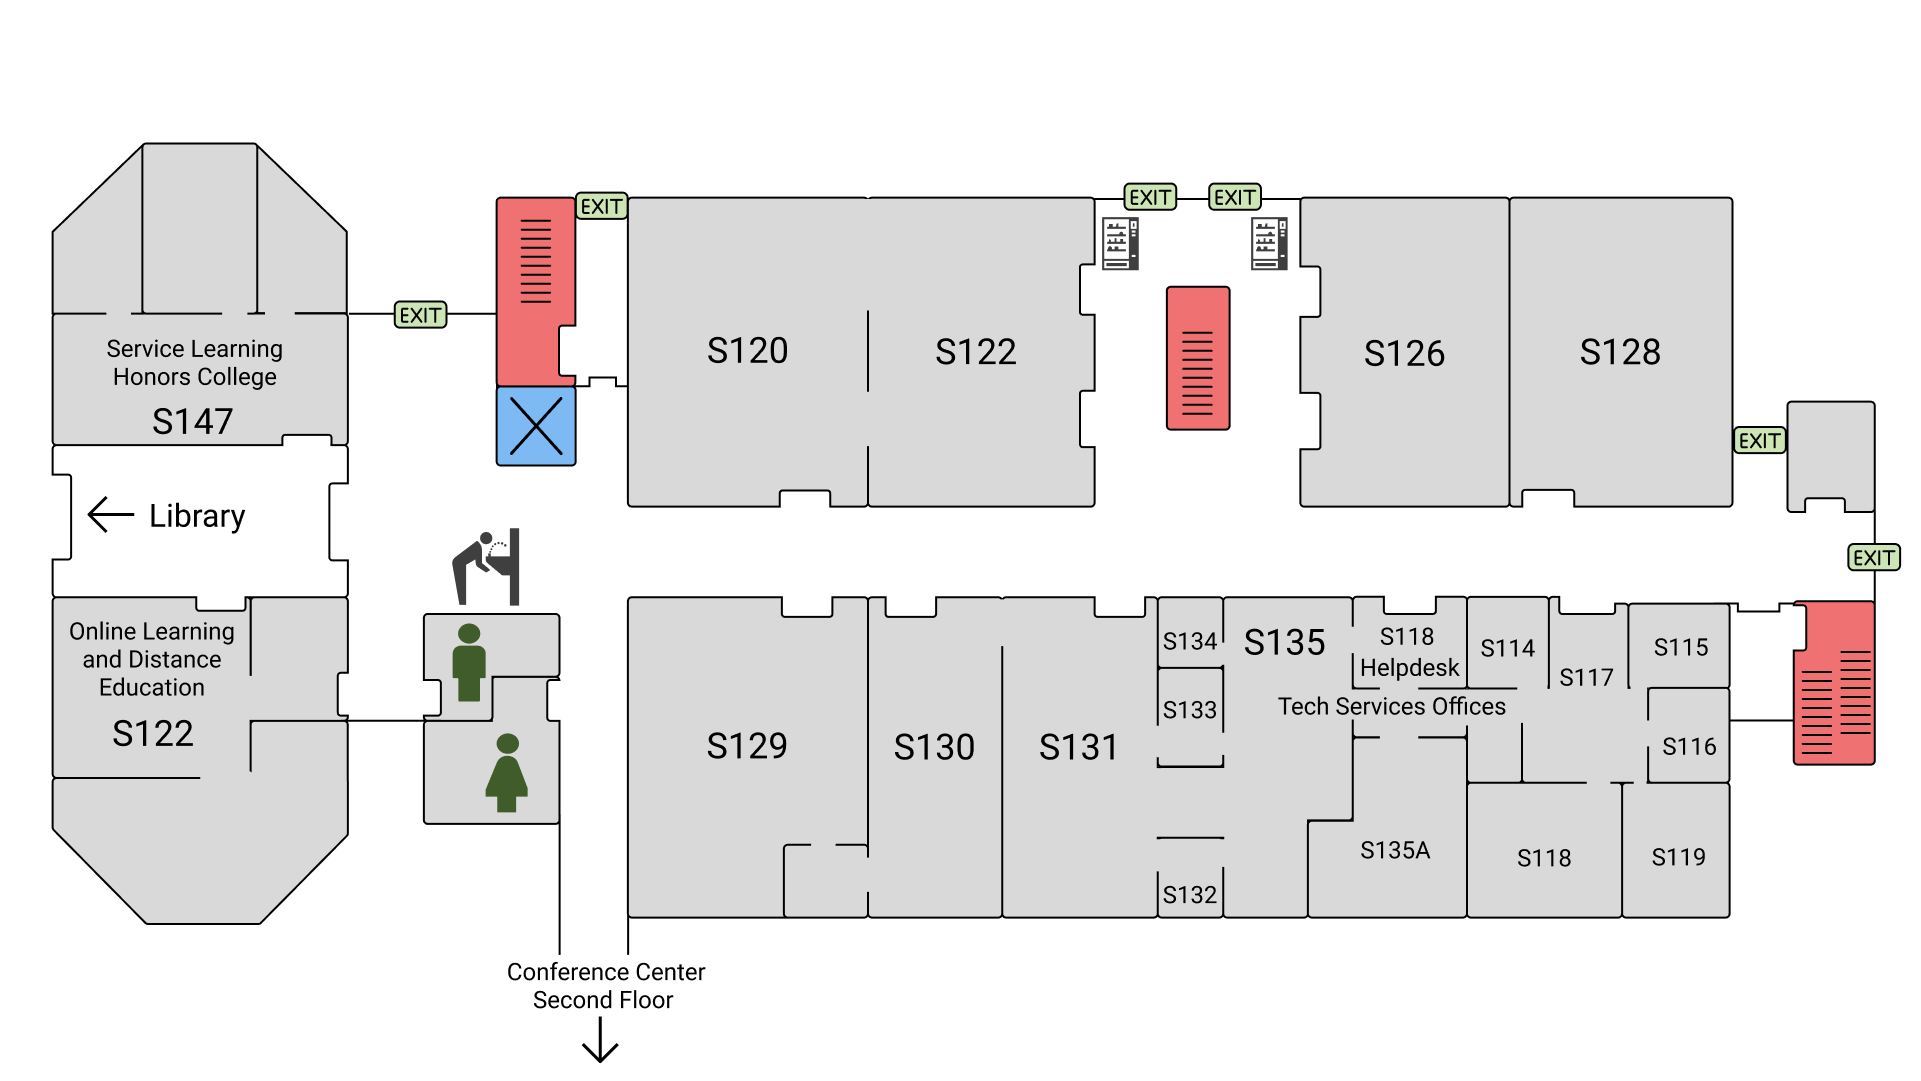 EXIT
EXIT
EXIT
EXIT
Service Learning
Honors College
S147
S120
S122
S126
S128
EXIT
Library
EXIT
Online Learning
and Distance
Education
S122
S129
S130
S131
S134
S133
S132
S135
S118
Helpdesk
Tech Services Offices
S114
S117
S115
S116
S135A
S118
S119
Conference Center
Second Floor